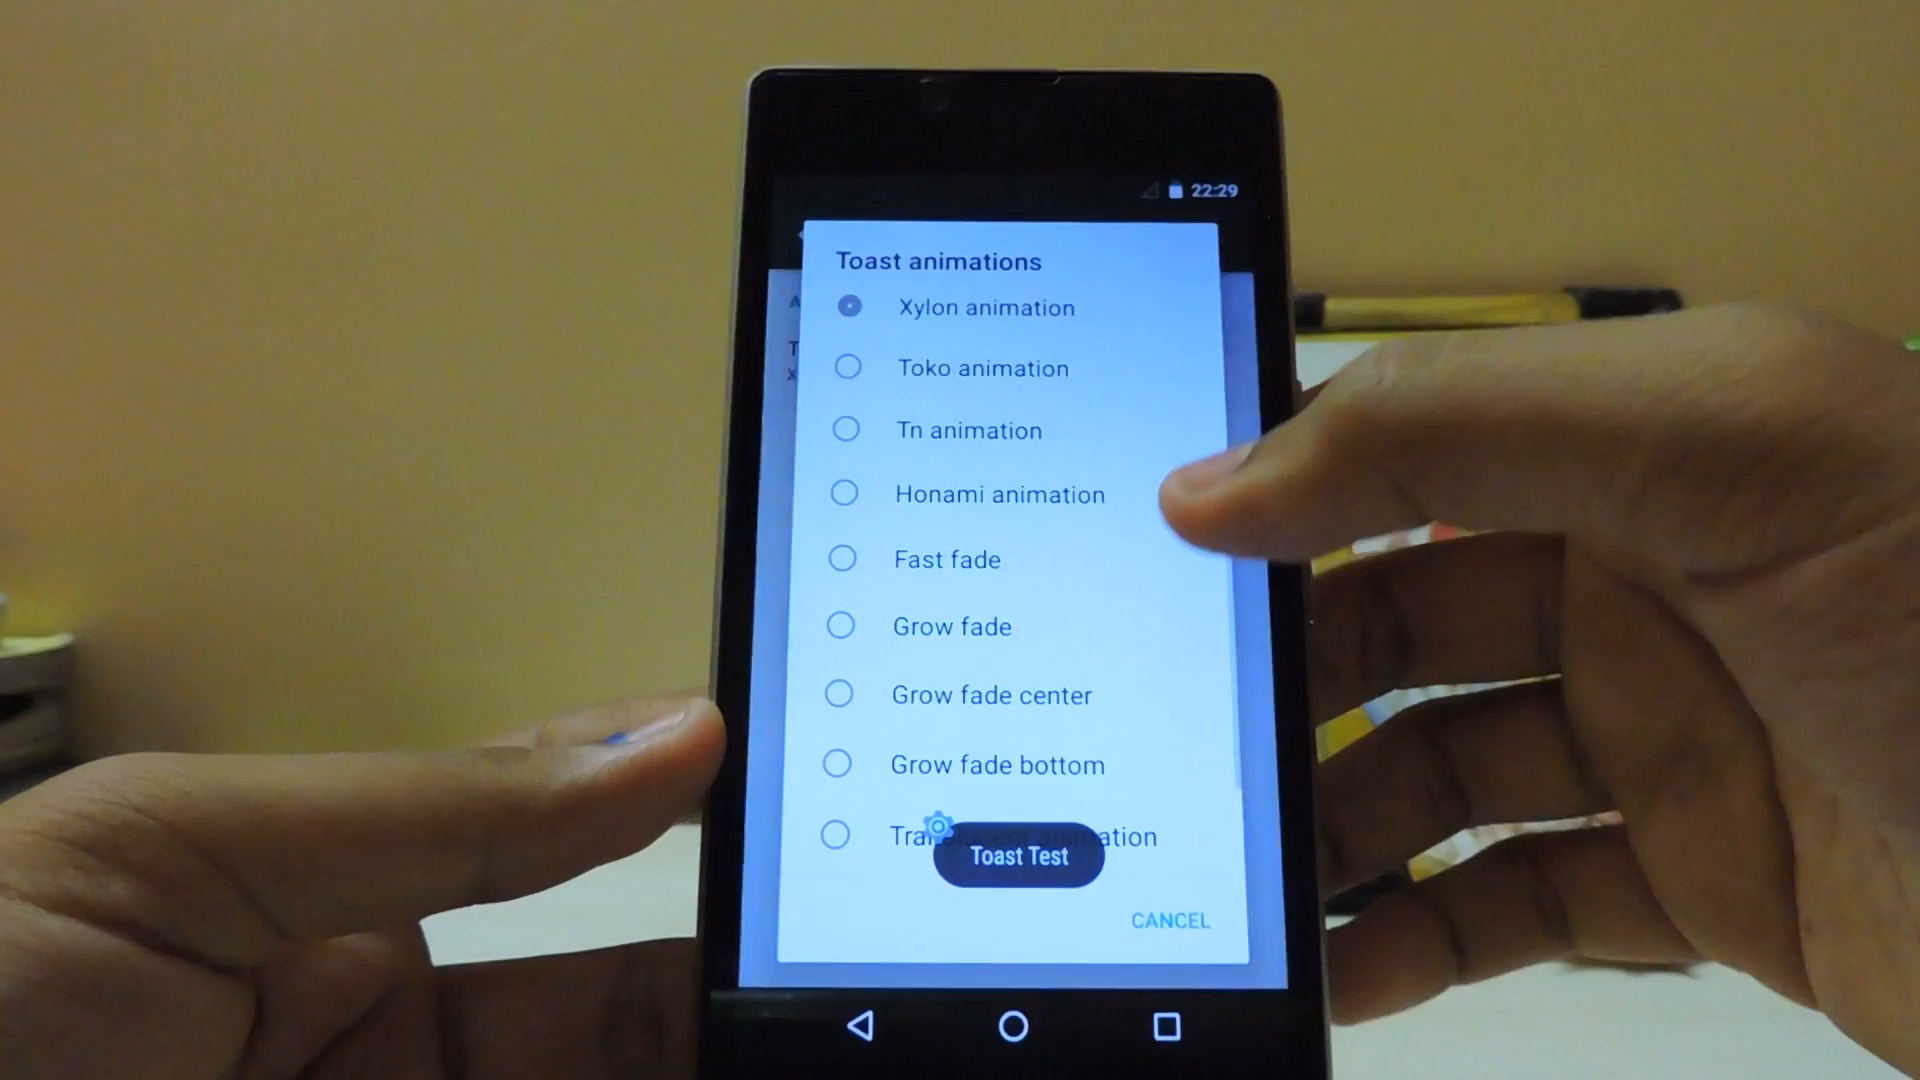 22:29
Toast animations
Xylon animation
Toko animation
Tn animation
Honami animation
Fast fade
Grow fade
Grow fade center
Grow fade bottom
Toast Test
CANCEL